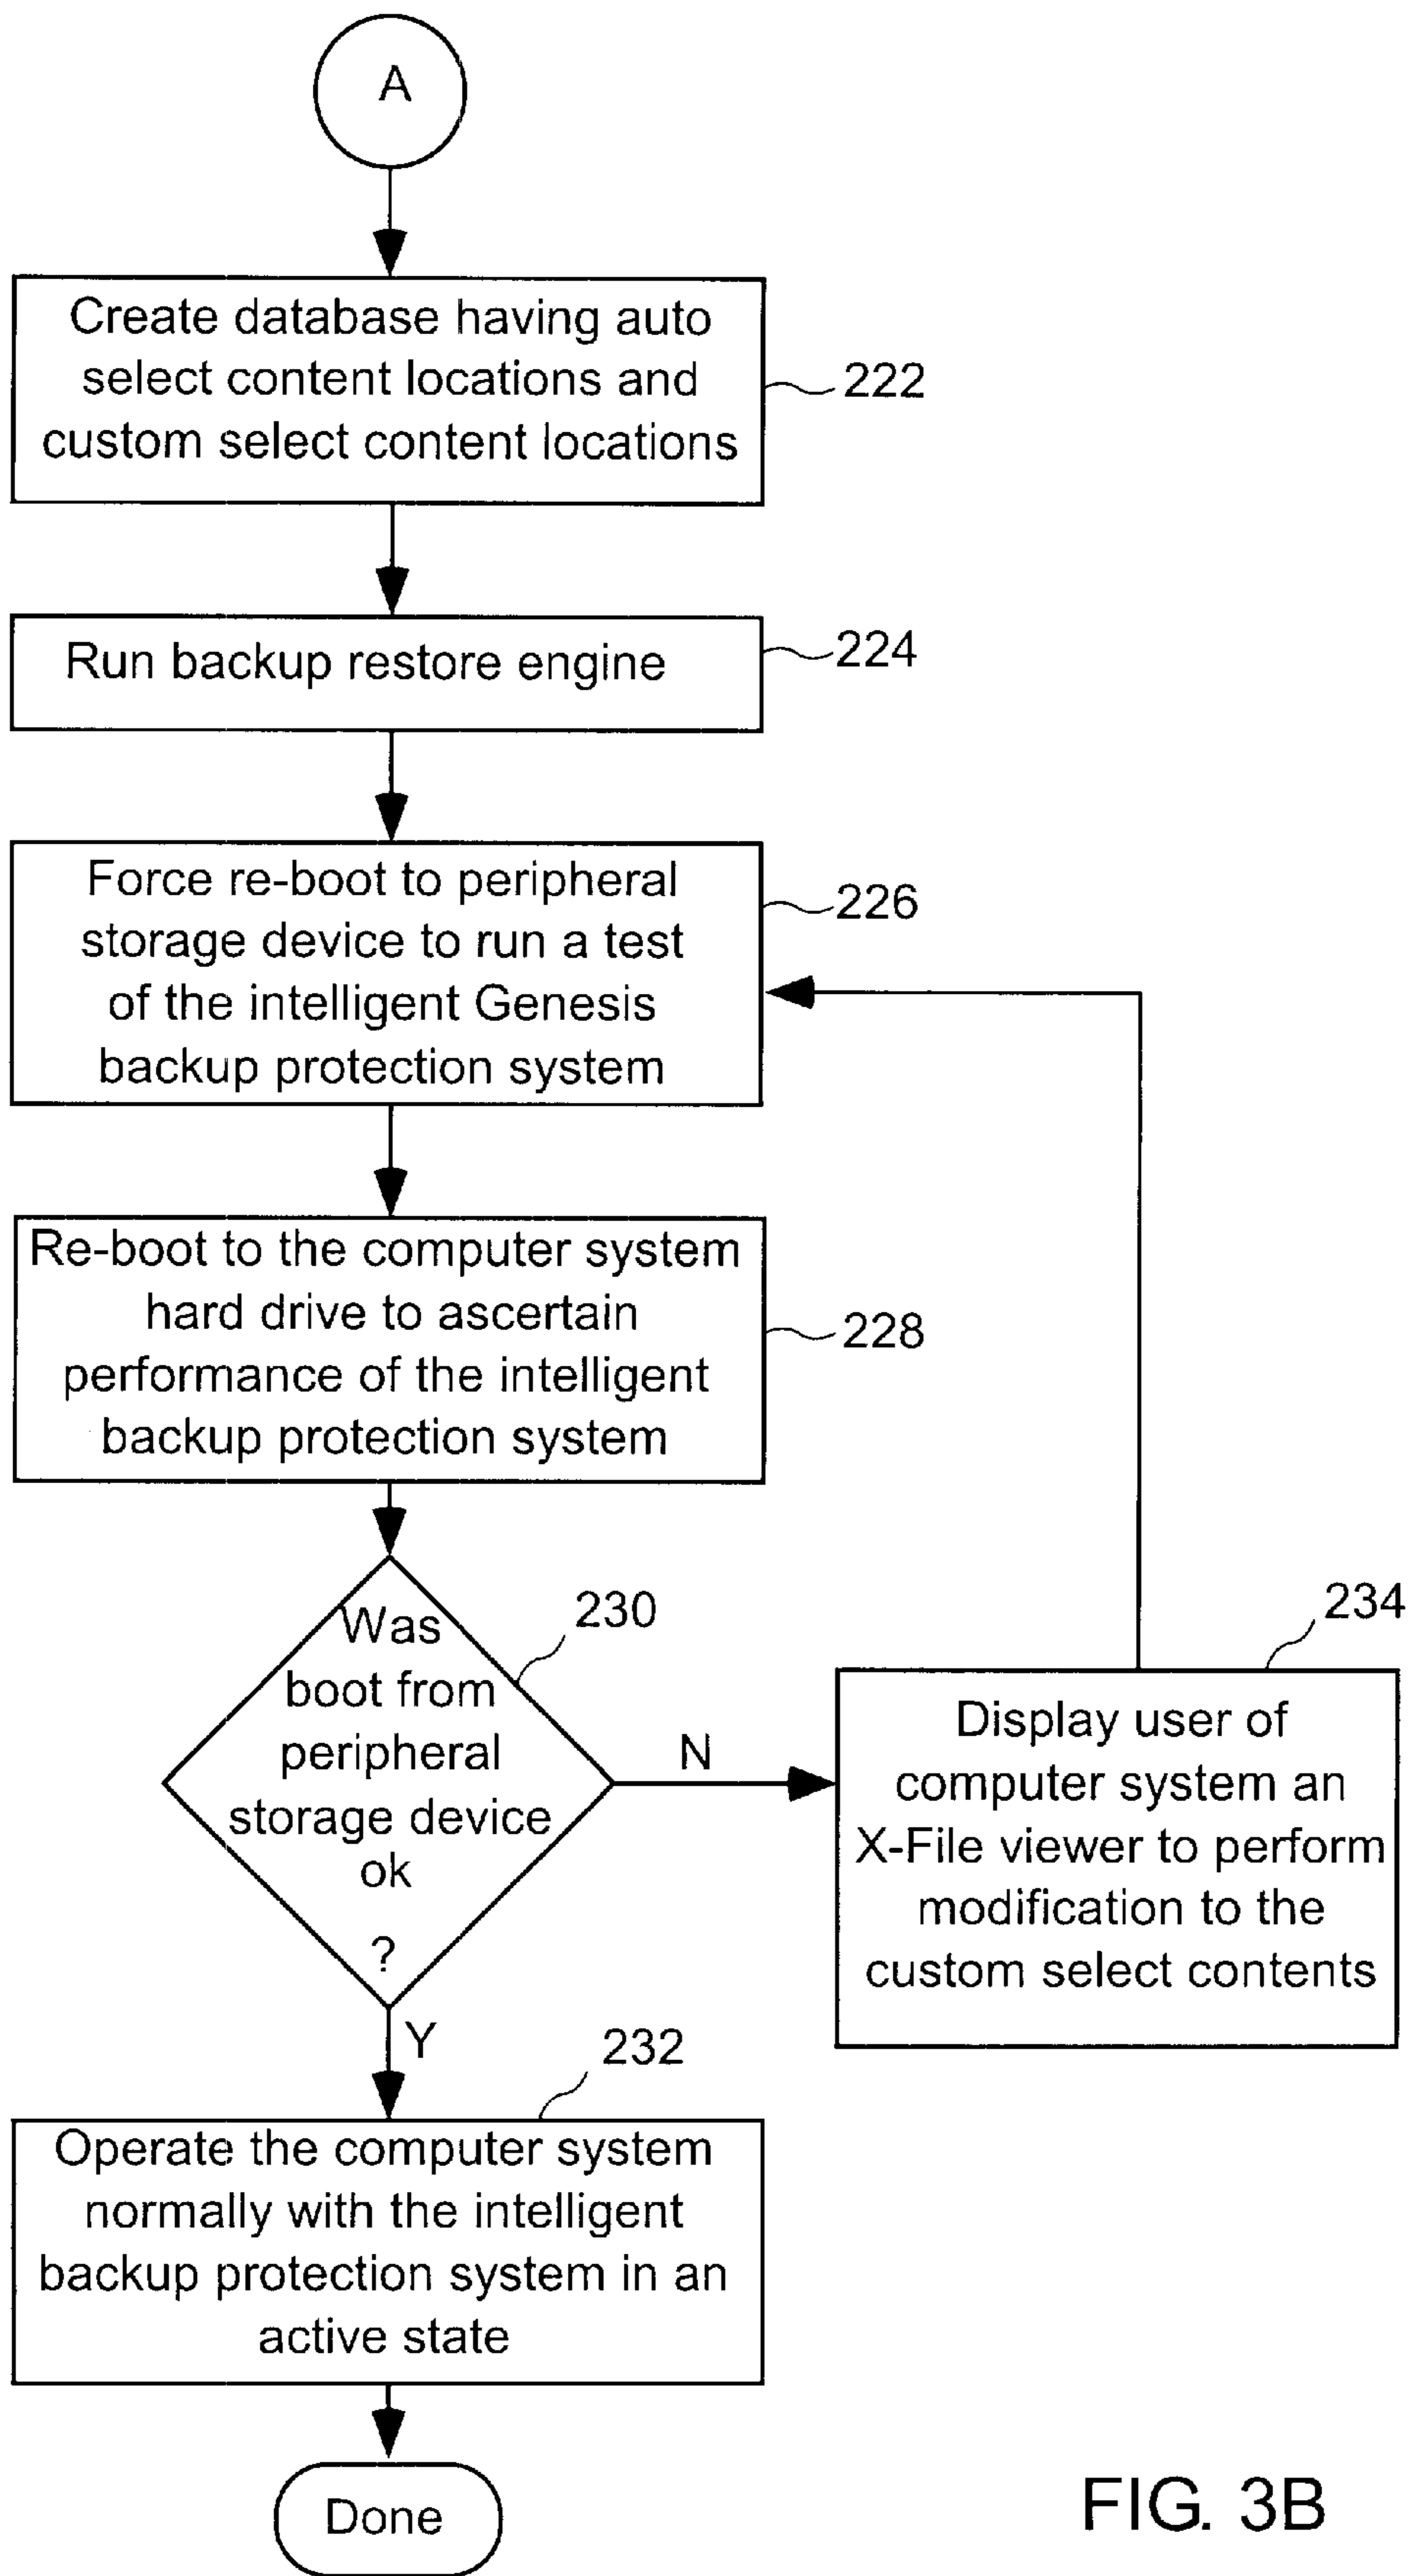 A
Create database having auto
select content locations and
custom select content locations
222
Run backup restore engine
224
Force re-boot to peripheral
storage device to run a test
of the intelligent Genesis
backup protection system
226
Re-boot to the computer system
hard drive to ascertain
performance of the intelligent
backup protection system
228
Was
boot from
peripheral
storage device
ok
?
230
N
Y
234
Display user of
computer system an
X-File viewer to perform
modification to the
custom select contents
232
Operate the computer system
normally with the intelligent
backup protection system in an
active state
Done
FIG. 3B